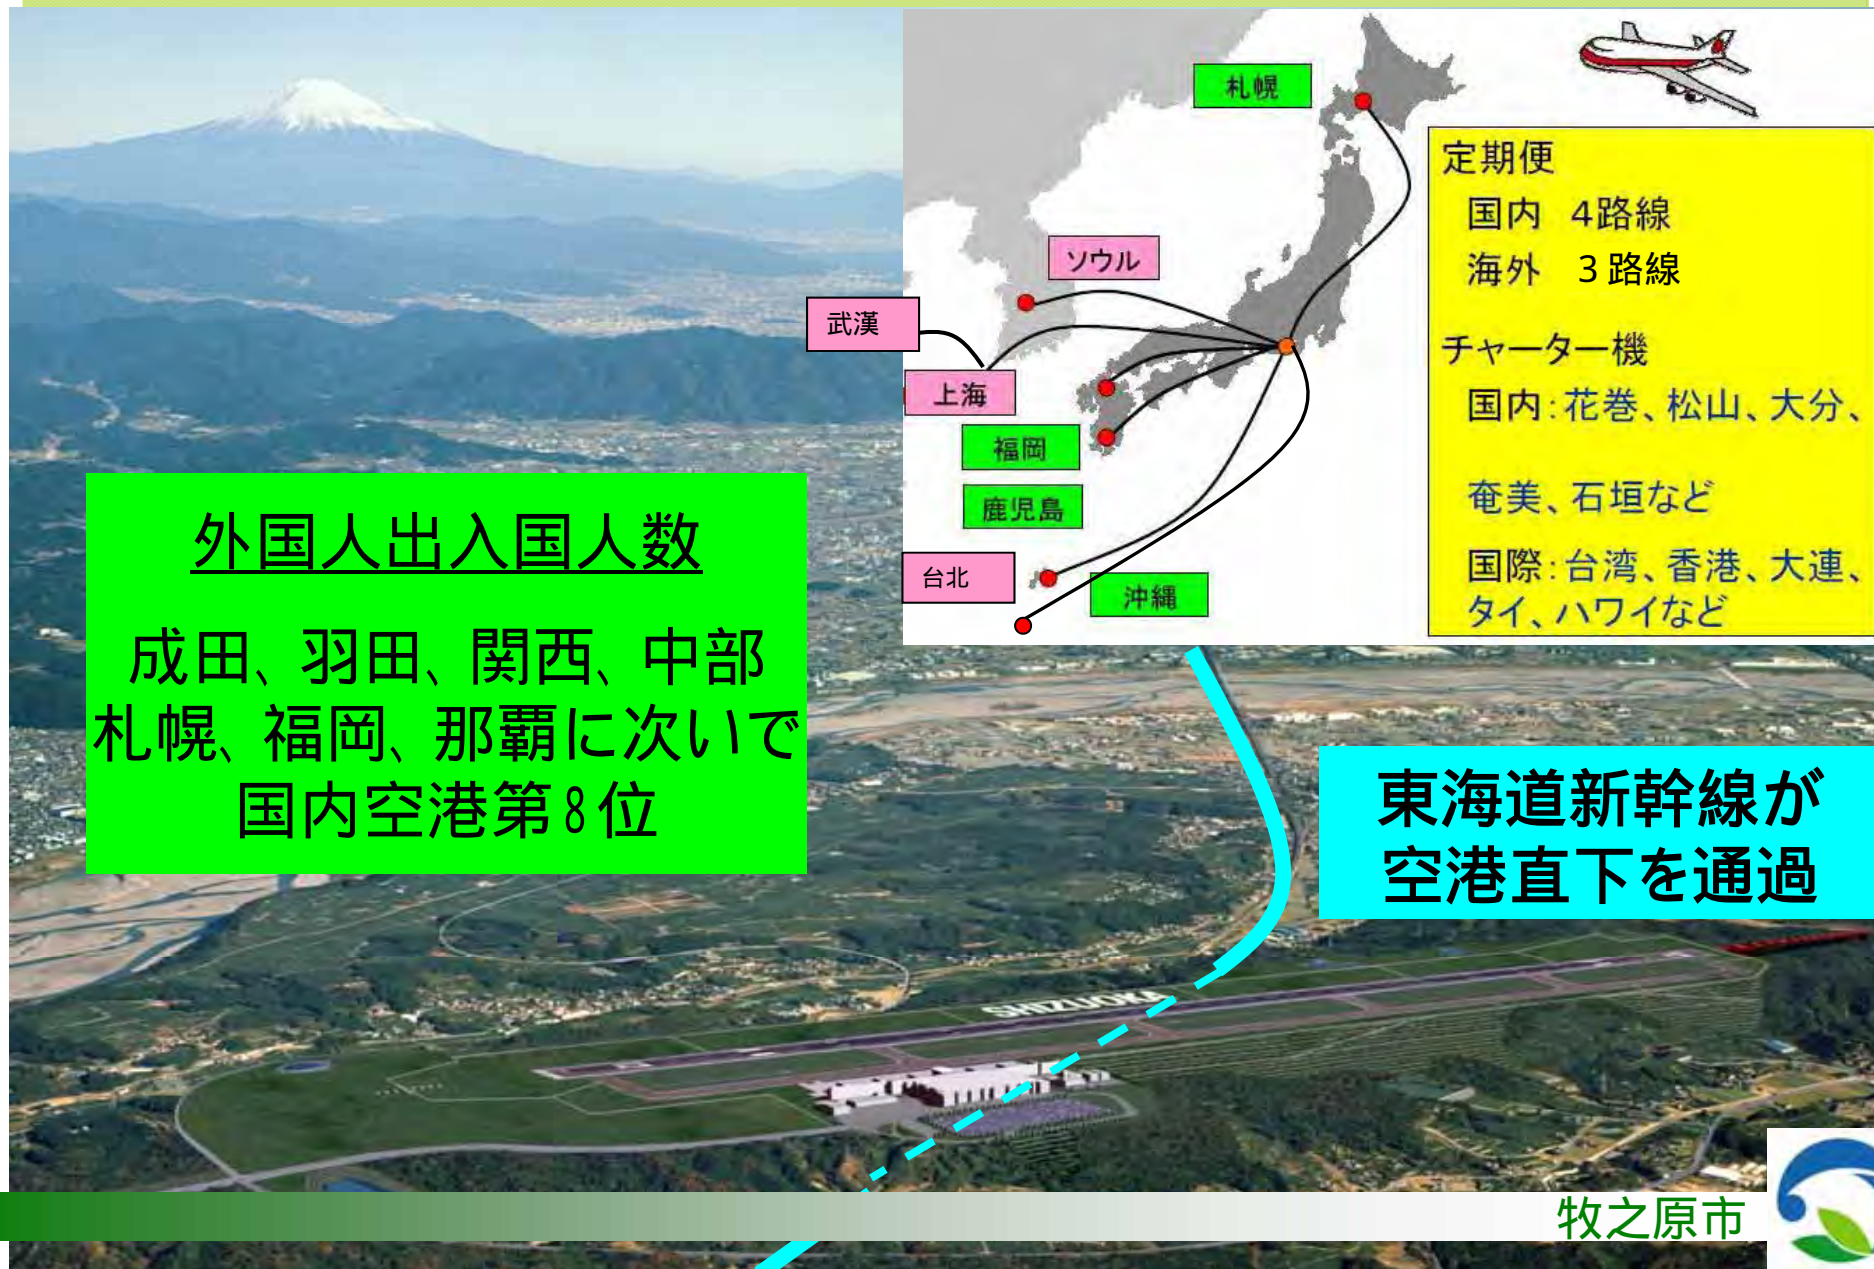 札幌
ソウル
武漢
上海
福岡
鹿児島
台北
沖縄
定期便
国内 4路線
海外 3路線
チャーター機
国内:花巻、松山、大分、
奄美、石垣など
国際:台湾、香港、大連、
タイ、ハワイなど
外国人出入国人数
成田、羽田、関西、中部
札幌、福岡、那覇に次いで
国内空港第8位
東海道新幹線が
空港直下を通過
SHIZUOKA
牧之原市